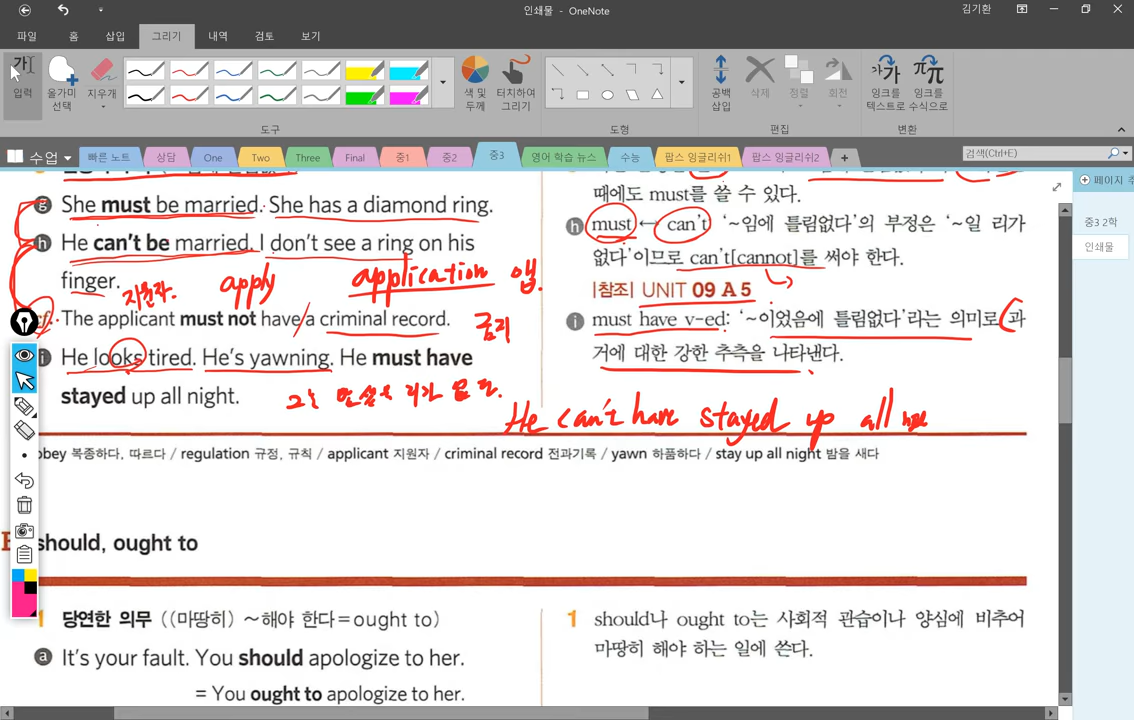 인쇄물 - OneNote
김기환
파일 홈 삽입 그리기 내역 검토 보기
가
입력
올가미 선택
지우개
색 및 두께
터치하여 그리기
공백 삽입
삭제
정렬
회전
잉크를 텍스트로
잉크를 수식으로
도구 도형 편집 변환
수업 빠른 노트 상담 One Two Three Final 중1 중2 중3 영어 학습 뉴스 수능 팝스 잉글리쉬1 팝스 잉글리쉬2 + 검색(Ctrl+E)
중3 2학
인쇄물
g She must be married. She has a diamond ring.
h He can't be married. I don't see a ring on his
finger.
지원자. apply application 앱.
cf. The applicant must not have/a criminal record.
i He looks tired. He's yawning. He must have
stayed up all night.
때에도 must를 쓸 수 있다.
h must ↔ can't '~임에 틀림없다'의 부정은 '~일 리가
없다'이므로 can't[cannot]를 써야 한다.
|참조| UNIT 09 A 5
i must have v-ed: '~이었음에 틀림없다'라는 의미로 (과
거에 대한 강한 추측을 나타낸다.
He can't have stayed up all
obey 복종하다, 따르다 / regulation 규정, 규칙 / applicant 지원자 / criminal record 전과기록 / yawn 하품하다 / stay up all night 밤을 새다
should, ought to
1 당연한 의무 ((마땅히) ~해야 한다=ought to)
a It's your fault. You should apologize to her.
= You ought to apologize to her.
1 should나 ought to는 사회적 관습이나 양심에 비추어
마땅히 해야 하는 일에 쓴다.